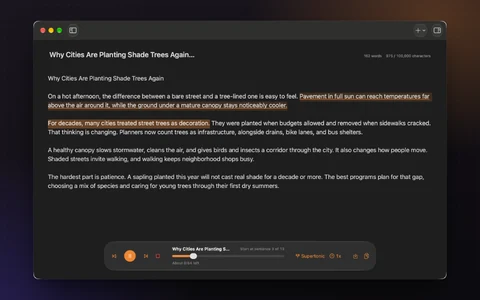 Why Cities Are Planting Shade Trees Again...
Why Cities Are Planting Shade Trees Again
On a hot afternoon, the difference between a bare street and a tree-lined one is easy to feel. Pavement in full sun can reach temperatures far
above the air around it, while the ground under a mature canopy stays noticeably cooler.
For decades, many cities treated street trees as decoration. They were planted when budgets allowed and removed when sidewalks cracked.
That thinking is changing. Planners now count trees as infrastructure, alongside drains, bike lanes, and bus shelters.
A healthy canopy slows stormwater, cleans the air, and gives birds and insects a corridor through the city. It also changes how people move.
Shaded streets invite walking, and walking keeps neighborhood shops busy.
The hardest part is patience. A sapling planted this year will not cast real shade for a decade or more. The best programs plan for that gap,
choosing a mix of species and caring for young trees through their first dry summers.
Why Cities Are Planting S...
Supertonic
1x